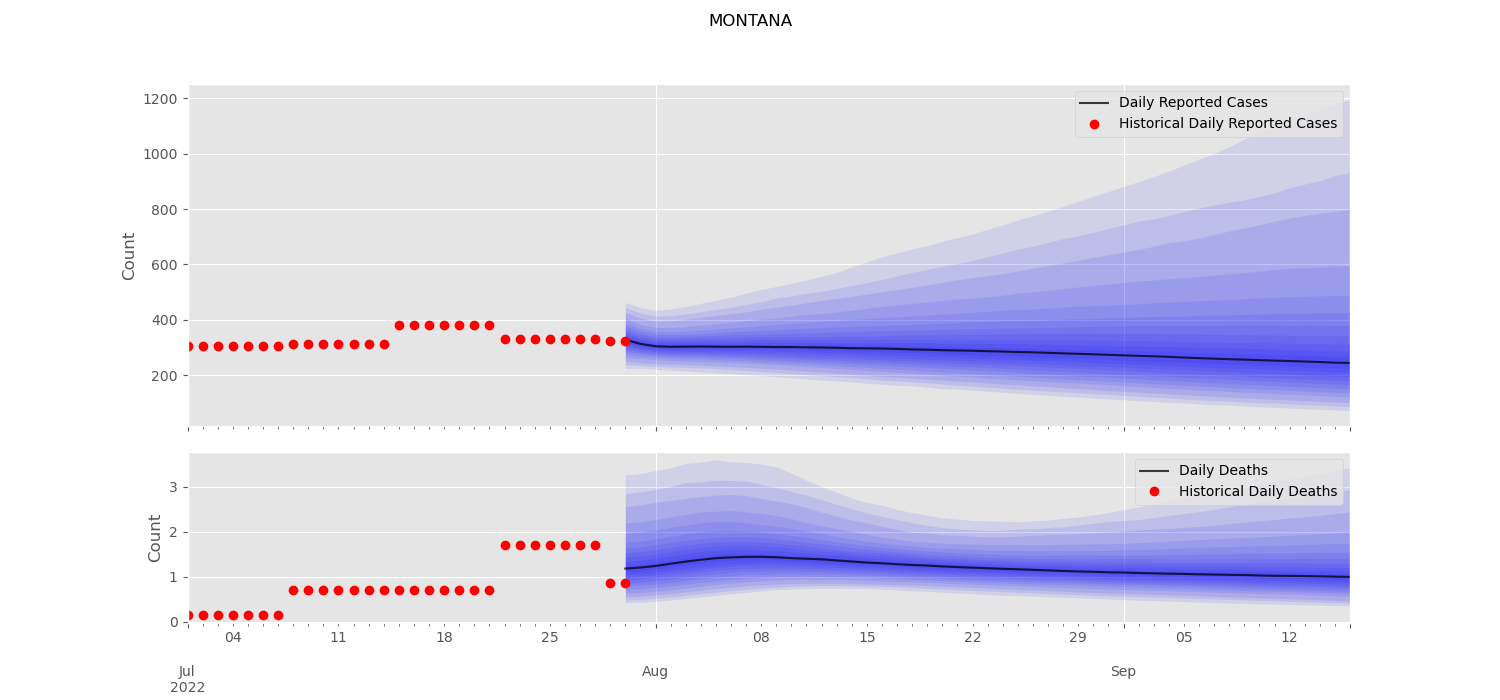 MONTANA
1200
1000
800
600
400
200
Count
Daily Reported Cases
Historical Daily Reported Cases
3
2
1
0
Count
Daily Deaths
Historical Daily Deaths
04 11 18 25 08 15 22 29 05 12
Jul Aug Sep
2022